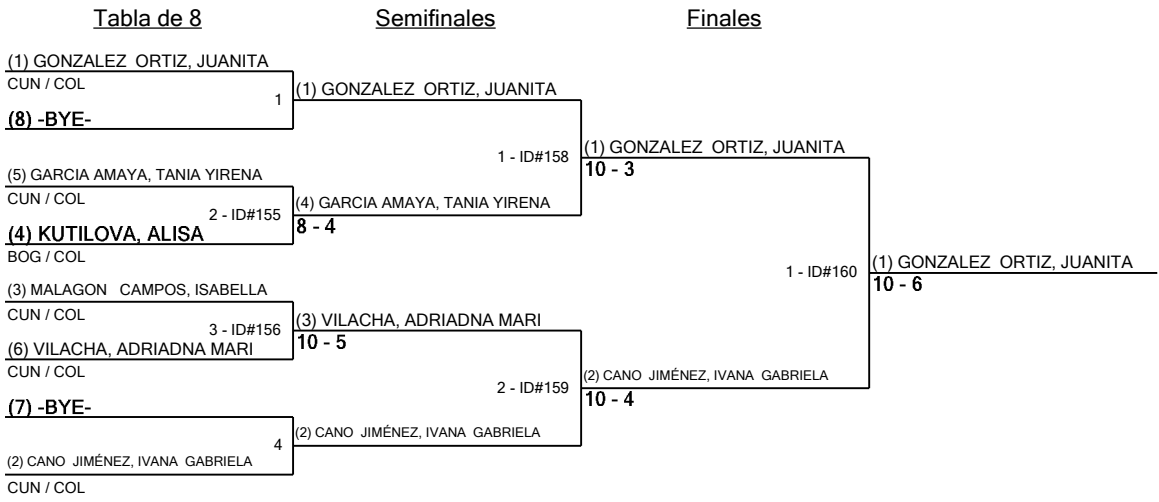 Tabla de 8 Semifinales Finales
(1) GONZALEZ ORTIZ, JUANITA
CUN / COL
1
(8) -BYE-
(1) GONZALEZ ORTIZ, JUANITA
1 - ID#158
(1) GONZALEZ ORTIZ, JUANITA
10 - 3
(5) GARCIA AMAYA, TANIA YIRENA
CUN / COL
2 - ID#155
(4) GARCIA AMAYA, TANIA YIRENA
8 - 4
(4) KUTILOVA, ALISA
BOG / COL
1 - ID#160
(1) GONZALEZ ORTIZ, JUANITA
10 - 6
(3) MALAGON CAMPOS, ISABELLA
CUN / COL
3 - ID#156
(3) VILACHA, ADRIADNA MARI
10 - 5
(6) VILACHA, ADRIADNA MARI
CUN / COL
2 - ID#159
(2) CANO JIMÉNEZ, IVANA GABRIELA
10 - 4
(7) -BYE-
4
(2) CANO JIMÉNEZ, IVANA GABRIELA
(2) CANO JIMÉNEZ, IVANA GABRIELA
CUN / COL